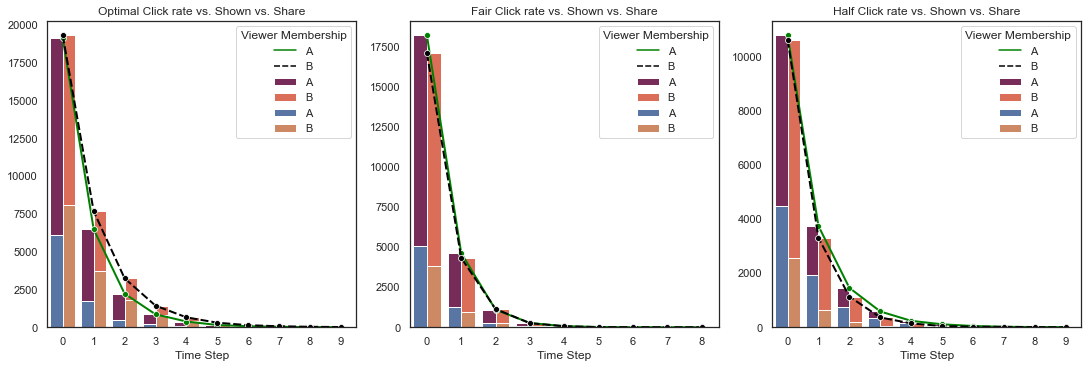 Optimal Click rate vs. Shown vs. Share
20000
17500
15000
12500
10000
7500
5000
2500
0
0 1 2 3 4 5 6 7 8 9
Time Step
Viewer Membership
A
B
A
B
A
B
Fair Click rate vs. Shown vs. Share
17500
15000
12500
10000
7500
5000
2500
0
0 1 2 3 4 5 6 7 8
Time Step
Viewer Membership
A
B
A
B
A
B
Half Click rate vs. Shown vs. Share
10000
8000
6000
4000
2000
0
0 1 2 3 4 5 6 7 8 9
Time Step
Viewer Membership
A
B
A
B
A
B